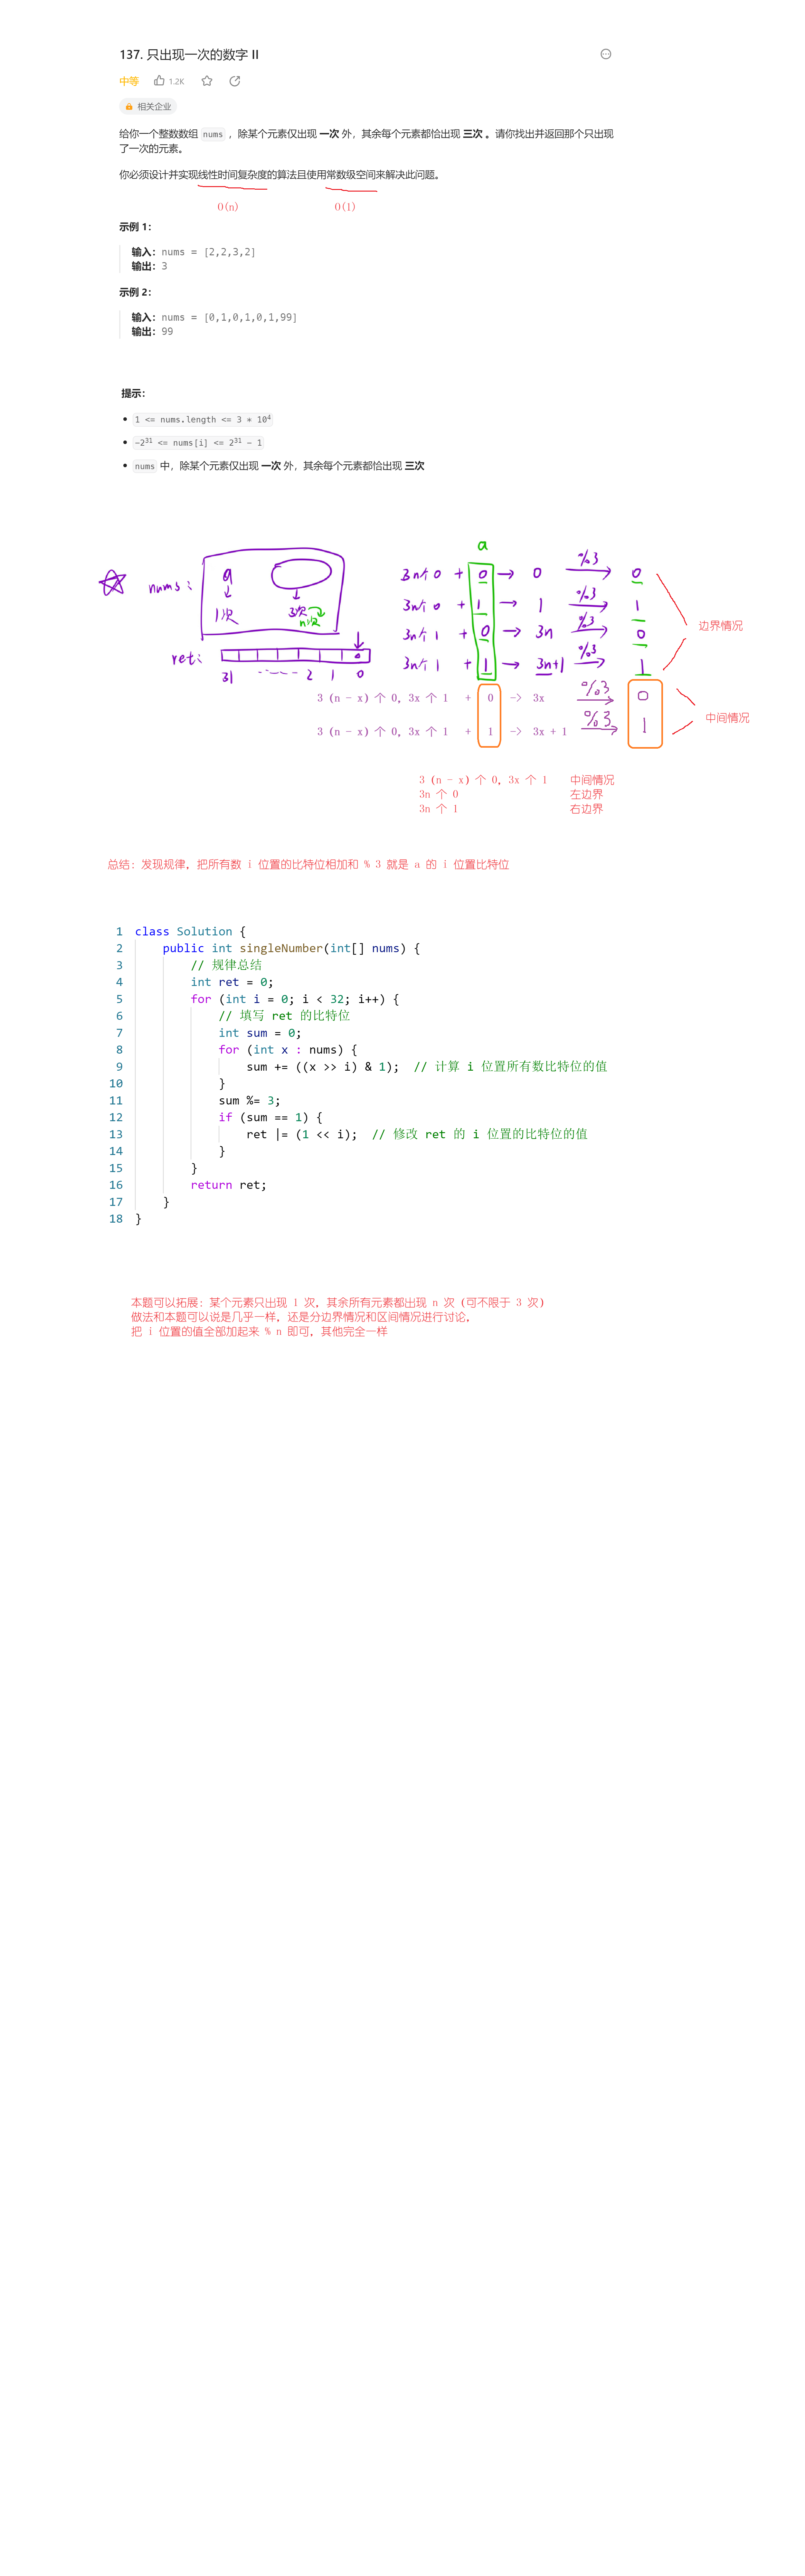 137. 只出现一次的数字 II
中等 1.2K
相关企业
给你一个整数数组 nums ，除某个元素仅出现 一次 外，其余每个元素都恰出现 三次 。请你找出并返回那个只出现
了一次的元素。
你必须设计并实现线性时间复杂度的算法且使用常数级空间来解决此问题。
O(n) O(1)
示例 1：
输入：nums = [2,2,3,2]
输出：3
示例 2：
输入：nums = [0,1,0,1,0,1,99]
输出：99
提示：
1 <= nums.length <= 3 * 10⁴
-2³¹ <= nums[i] <= 2³¹ - 1
nums 中，除某个元素仅出现 一次 外，其余每个元素都恰出现 三次
a
nums：
a
1次 3次
n次
ret：
0
31 2 1 0
3n个0 + 0 → 0 %3 → 0
3n个0 + 1 → 1 %3 → 1
3n个1 + 0 → 3n %3 → 0
3n个1 + 1 → 3n+1 %3 → 1
边界情况
3 (n - x) 个 0, 3x 个 1 + 0 -> 3x %3 → 0
3 (n - x) 个 0, 3x 个 1 + 1 -> 3x + 1 %3 → 1
中间情况
3 (n - x) 个 0, 3x 个 1 中间情况
3n 个 0 左边界
3n 个 1 右边界
总结：发现规律，把所有数 i 位置的比特位相加和 % 3 就是 a 的 i 位置比特位
1 class Solution {
2 public int singleNumber(int[] nums) {
3 // 规律总结
4 int ret = 0;
5 for (int i = 0; i < 32; i++) {
6 // 填写 ret 的比特位
7 int sum = 0;
8 for (int x : nums) {
9 sum += ((x >> i) & 1); // 计算 i 位置所有数比特位的值
10 }
11 sum %= 3;
12 if (sum == 1) {
13 ret |= (1 << i); // 修改 ret 的 i 位置的比特位的值
14 }
15 }
16 return ret;
17 }
18 }
本题可以拓展：某个元素只出现 1 次，其余所有元素都出现 n 次 (可不限于 3 次)
做法和本题可以说是几乎一样，还是分边界情况和区间情况进行讨论，
把 i 位置的值全部加起来 % n 即可，其他完全一样